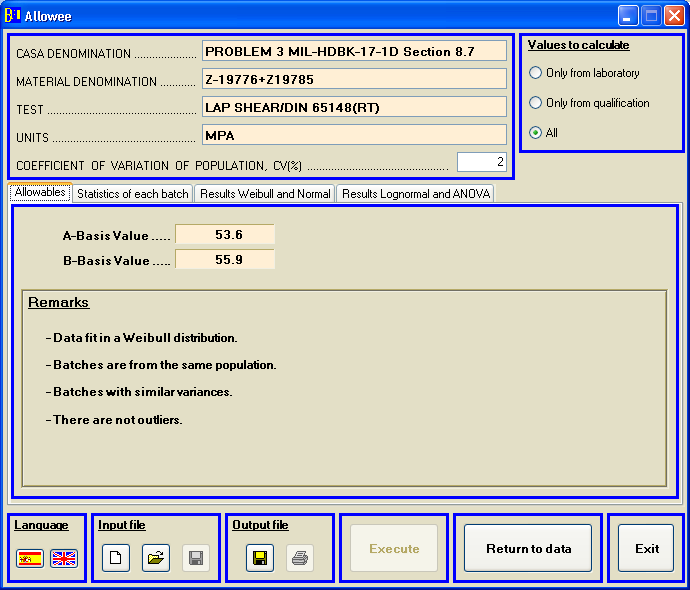 Allowee
CASA DENOMINATION .................... PROBLEM 3 MIL-HDBK-17-1D Section 8.7
MATERIAL DENOMINATION ............ Z-19776+Z19785
TEST ................................................ LAP SHEAR/DIN 65148(RT)
UNITS .............................................. MPA
COEFFICIENT OF VARIATION OF POPULATION, CV(%) ............................................... 2
Values to calculate
Only from laboratory
Only from qualification
All
Allowables Statistics of each batch Results Weibull and Normal Results Lognormal and ANOVA
A-Basis Value ..... 53.6
B-Basis Value ..... 55.9
Remarks
- Data fit in a Weibull distribution.
- Batches are from the same population.
- Batches with similar variances.
- There are not outliers.
Language Input file Output file
Execute Return to data Exit